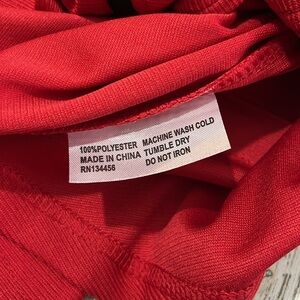 100%POLYESTER MACHINE WASH COLD
MADE IN CHINA TUMBLE DRY
RN134456 DO NOT IRON